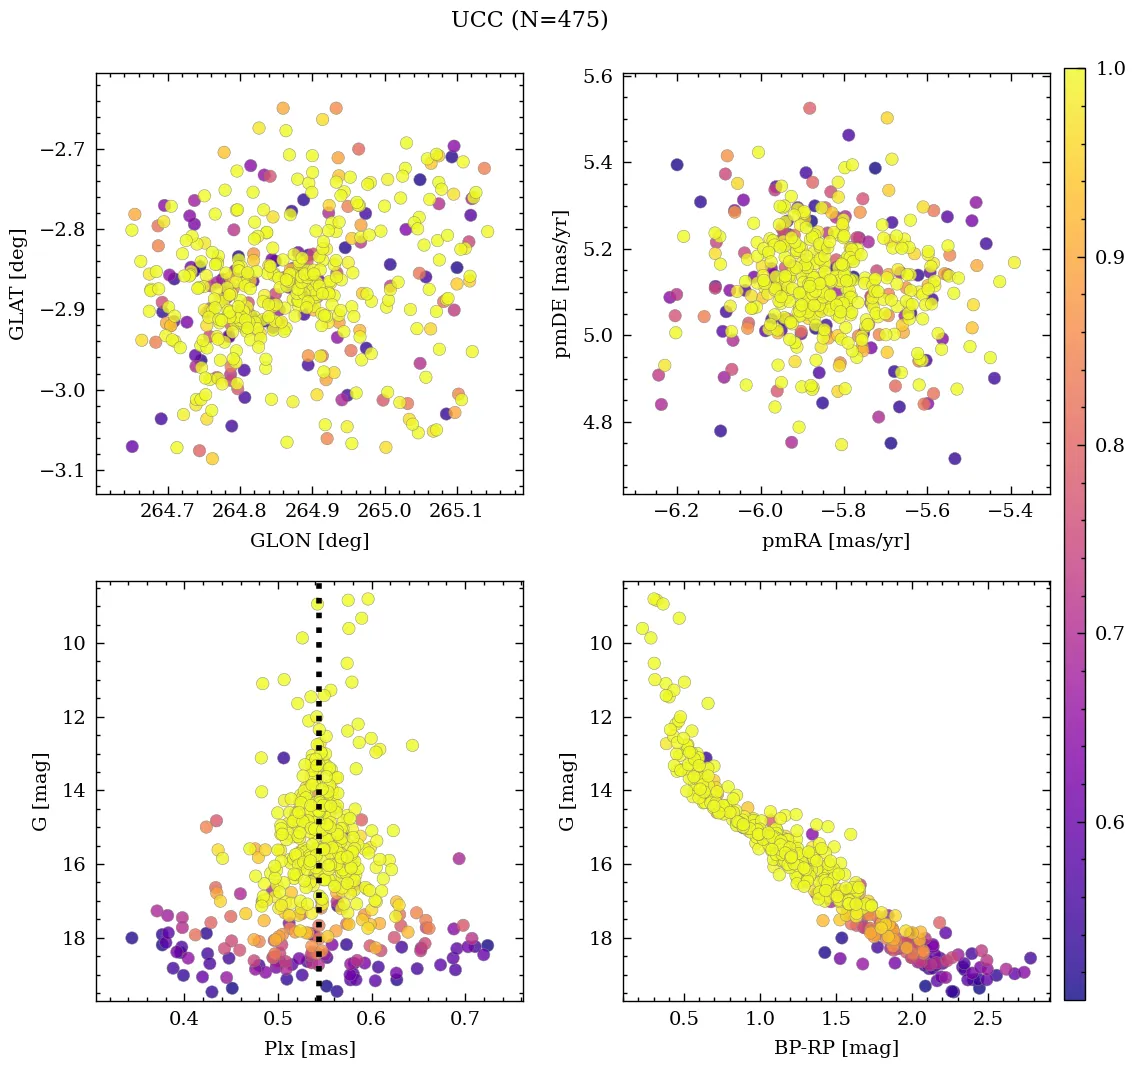 UCC (N=475)
−2.7
−2.8
−2.9
−3.0
−3.1
GLAT [deg]
264.7 264.8 264.9 265.0 265.1
GLON [deg]
5.6
5.4
5.2
5.0
4.8
pmDE [mas/yr]
−6.2 −6.0 −5.8 −5.6 −5.4
pmRA [mas/yr]
1.0
0.9
0.8
0.7
0.6
10
12
14
16
18
G [mag]
0.4 0.5 0.6 0.7
Plx [mas]
10
12
14
16
18
G [mag]
0.5 1.0 1.5 2.0 2.5
BP-RP [mag]